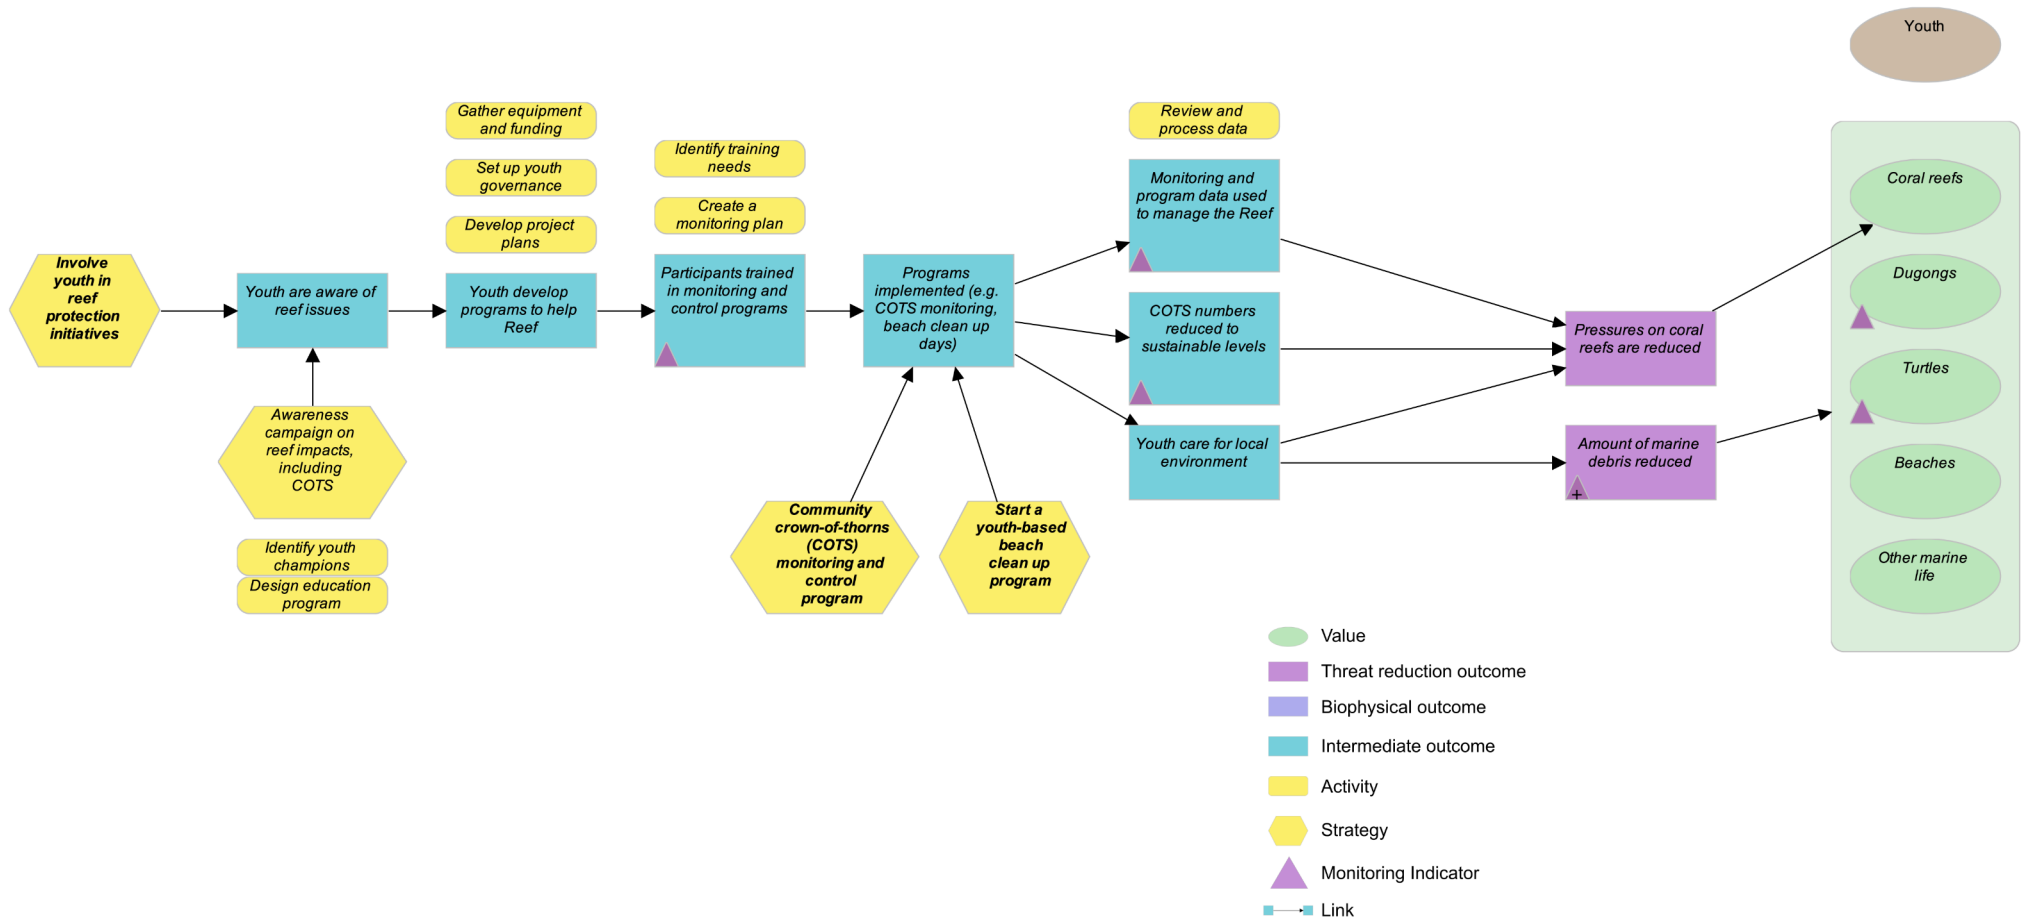 Youth
Gather equipment
and funding
Set up youth
governance
Develop project
plans
Identify training
needs
Create a
monitoring plan
Review and
process data
Involve
youth in
reef
protection
initiatives
Youth are aware of
reef issues
Youth develop
programs to help
Reef
Participants trained
in monitoring and
control programs
Programs
implemented (e.g.
COTS monitoring,
beach clean up
days)
Monitoring and
program data used
to manage the Reef
COTS numbers
reduced to
sustainable levels
Youth care for local
environment
Pressures on coral
reefs are reduced
Amount of marine
debris reduced
+
Coral reefs
Dugongs
Turtles
Beaches
Other marine
life
Awareness
campaign on
reef impacts,
including
COTS
Identify youth
champions
Design education
program
Community
crown-of-thorns
(COTS)
monitoring and
control
program
Start a
youth-based
beach
clean up
program
Value
Threat reduction outcome
Biophysical outcome
Intermediate outcome
Activity
Strategy
Monitoring Indicator
Link